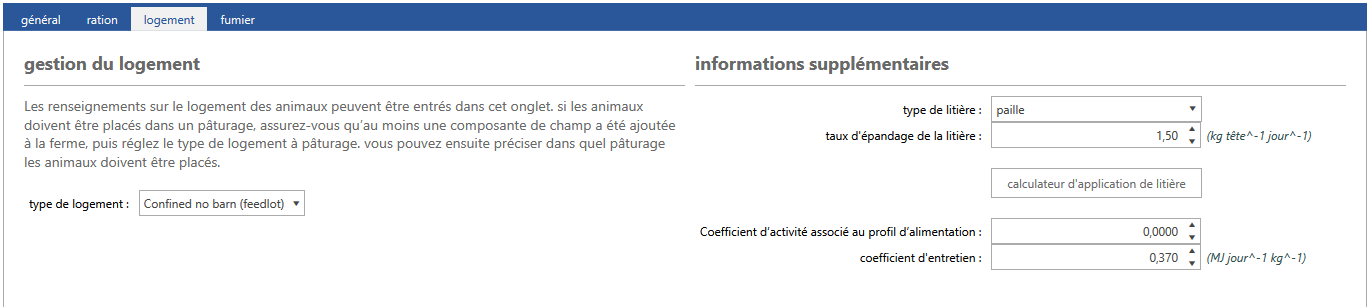 général ration logement fumier
gestion du logement
Les renseignements sur le logement des animaux peuvent être entrés dans cet onglet. si les animaux
doivent être placés dans un pâturage, assurez-vous qu'au moins une composante de champ a été ajoutée
à la ferme, puis réglez le type de logement à pâturage. vous pouvez ensuite préciser dans quel pâturage
les animaux doivent être placés.
type de logement : Confined no barn (feedlot)
informations supplémentaires
type de litière : paille
taux d'épandage de la litière : 1,50 (kg tête^-1 jour^-1)
calculateur d'application de litière
Coefficient d'activité associé au profil d'alimentation : 0,0000
coefficient d'entretien : 0,370 (MJ jour^-1 kg^-1)